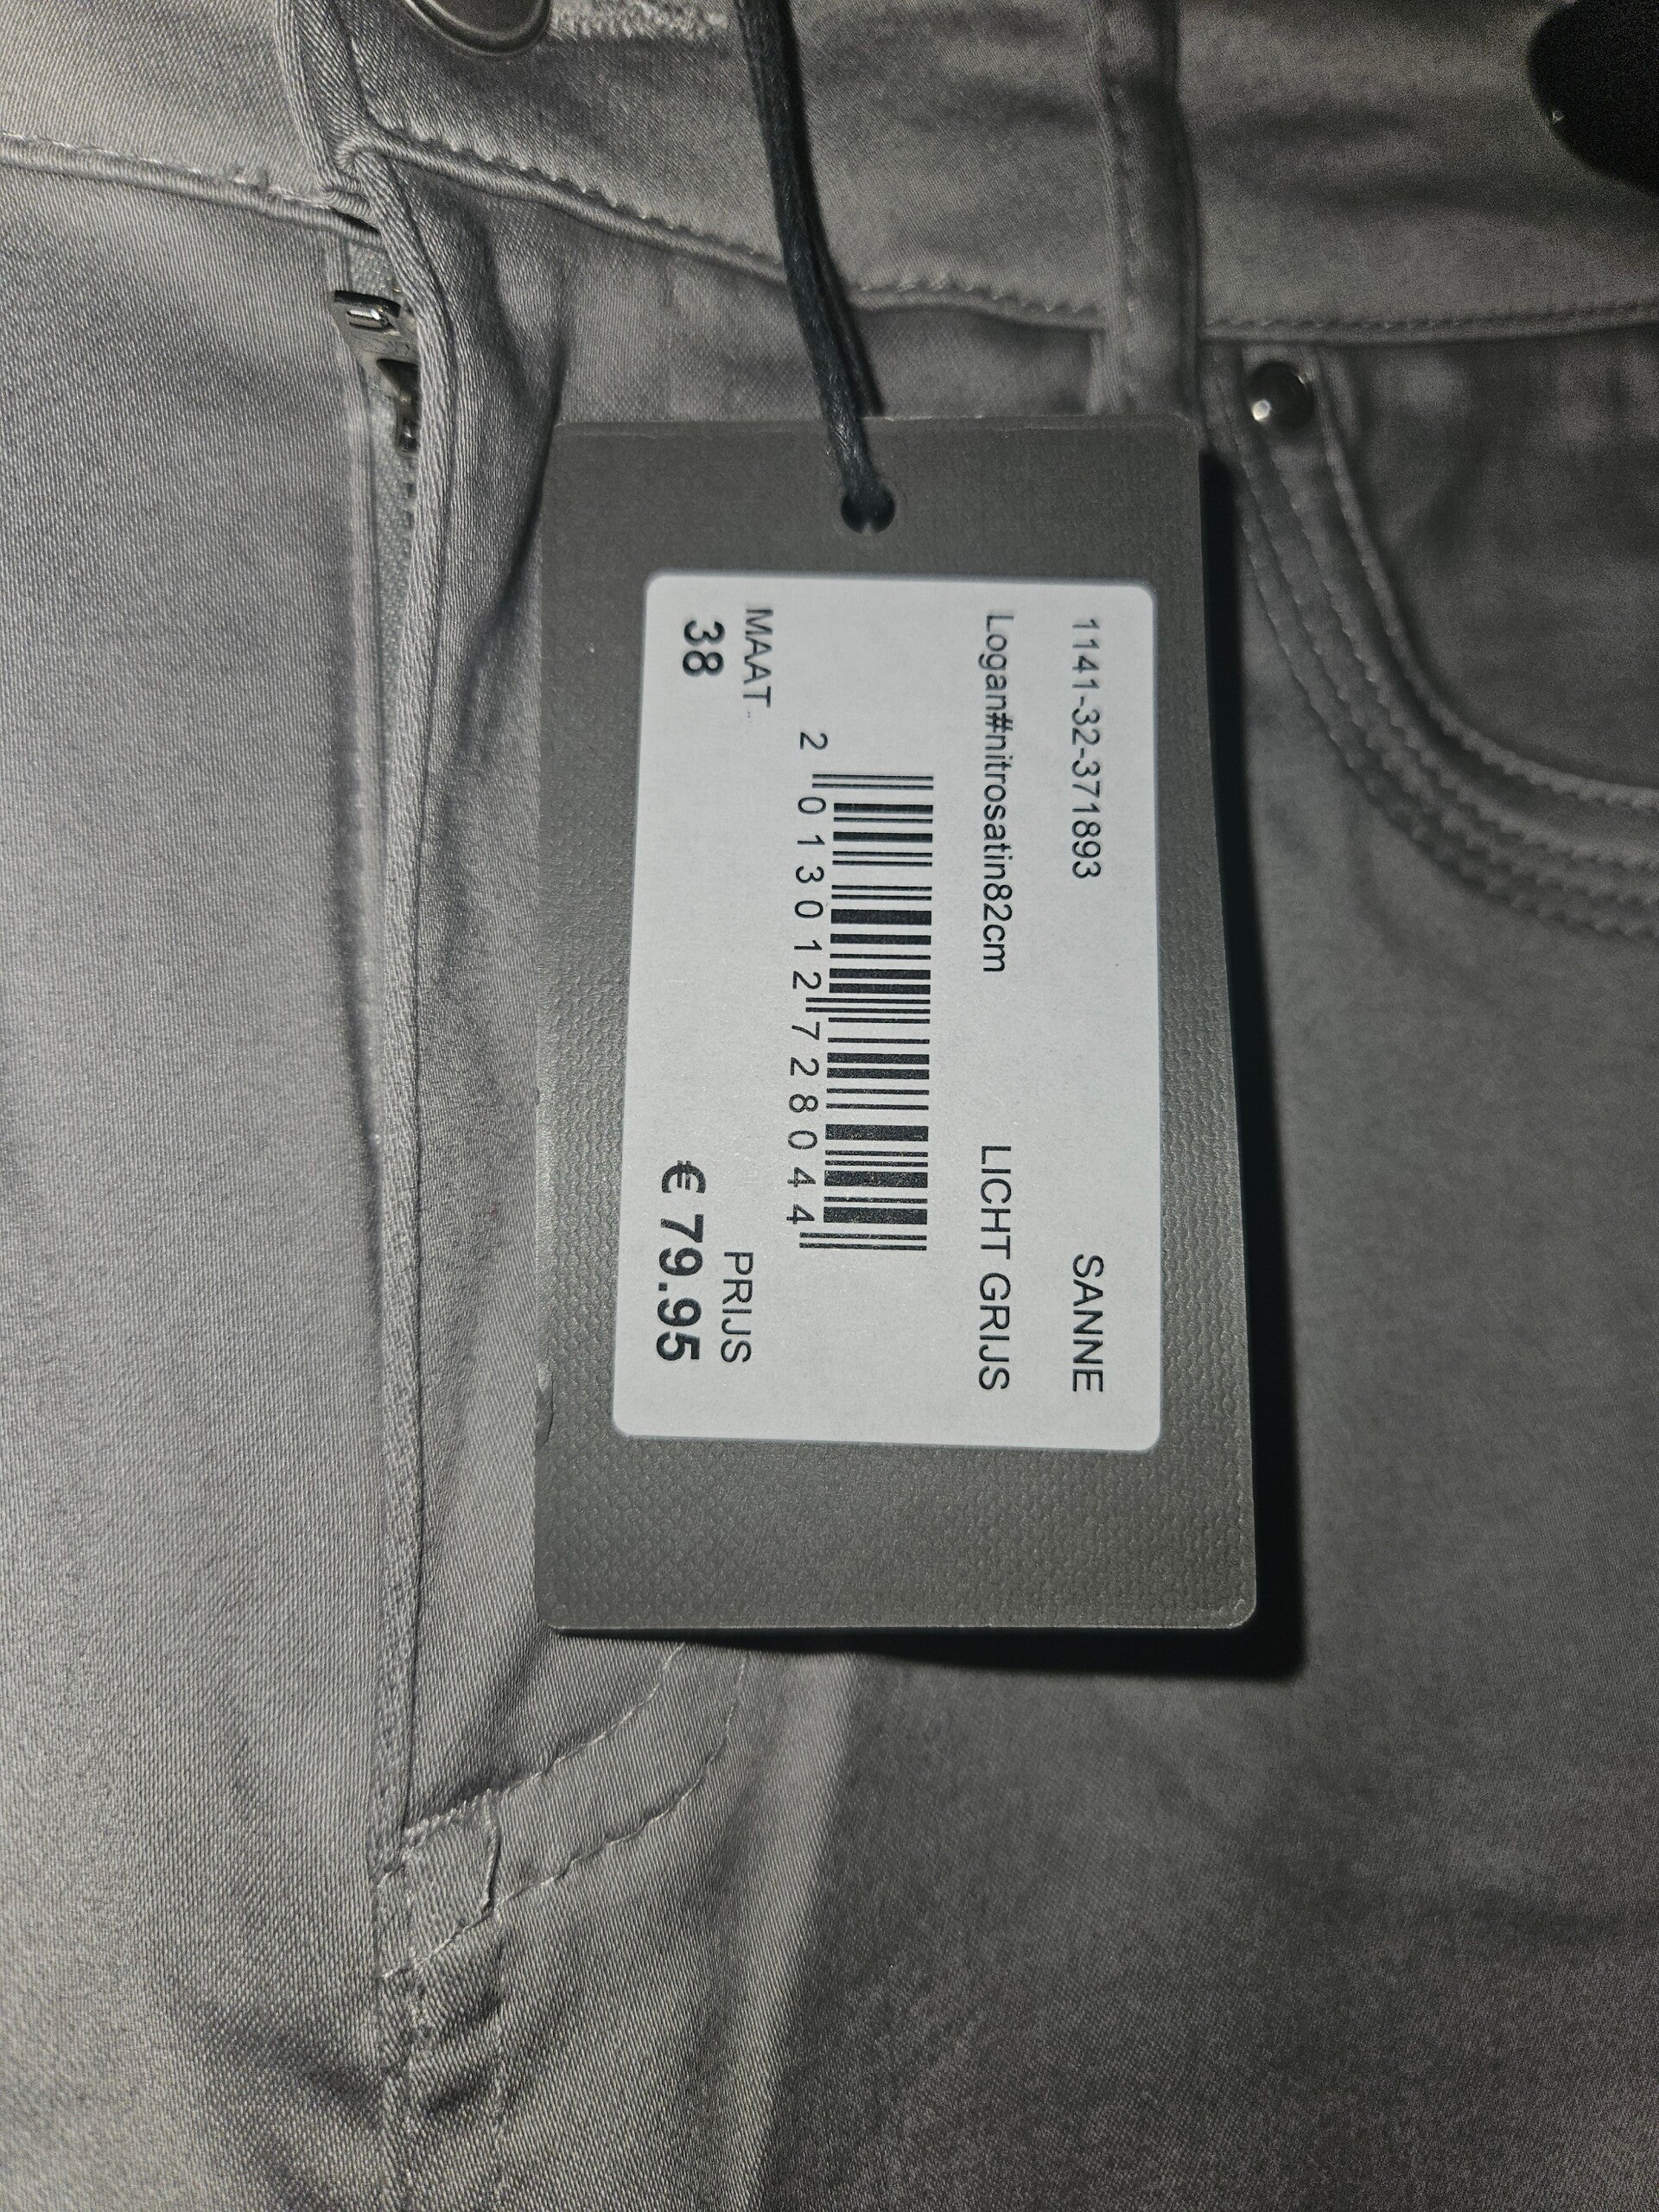 1141-32-371893 SANNE
Logan#nitrosatin82cm LICHT GRIJS
2 013012 728044
MAAT PRIJS
38 € 79.95